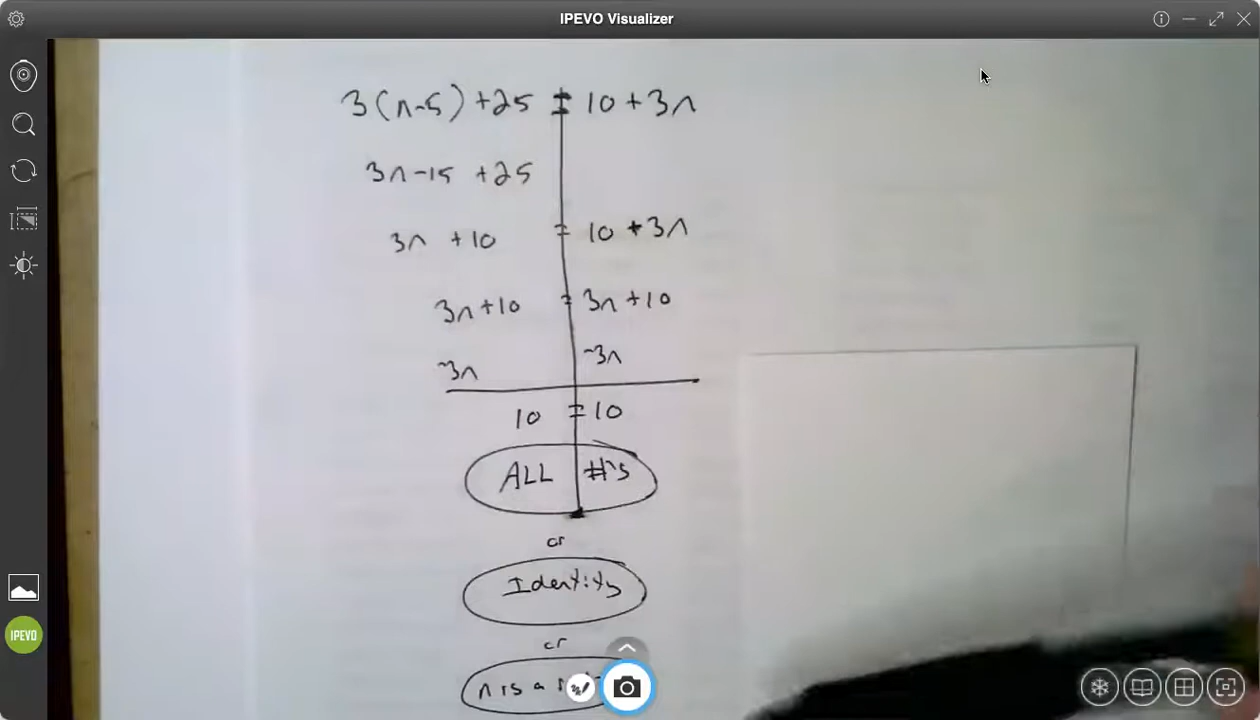 IPEVO Visualizer
3(n-5) +25 = 10 + 3n
3n -15 +25
3n +10 = 10 + 3n
3n +10 = 3n +10
-3n -3n
10 = 10
ALL #'s
or
Identity
or
n is a
IPEVO